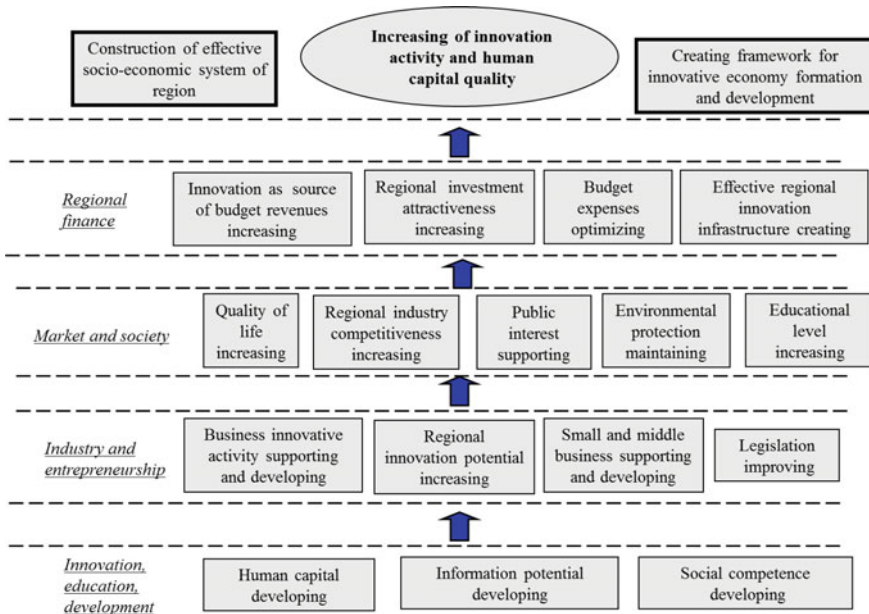 Construction of effective
socio-economic system of
region
Increasing of innovation
activity and human
capital quality
Creating framework for
innovative economy formation
and development
Regional
finance
Innovation as source
of budget revenues
increasing
Regional investment
attractiveness
increasing
Budget
expenses
optimizing
Effective regional
innovation
infrastructure creating
Market and society
Quality of
life
increasing
Regional industry
competitiveness
increasing
Public
interest
supporting
Environmental
protection
maintaining
Educational
level
increasing
Industry and
entrepreneurship
Business innovative
activity supporting
and developing
Regional
innovation potential
increasing
Small and middle
business supporting
and developing
Legislation
improving
Innovation,
education,
development
Human capital
developing
Information potential
developing
Social competence
developing